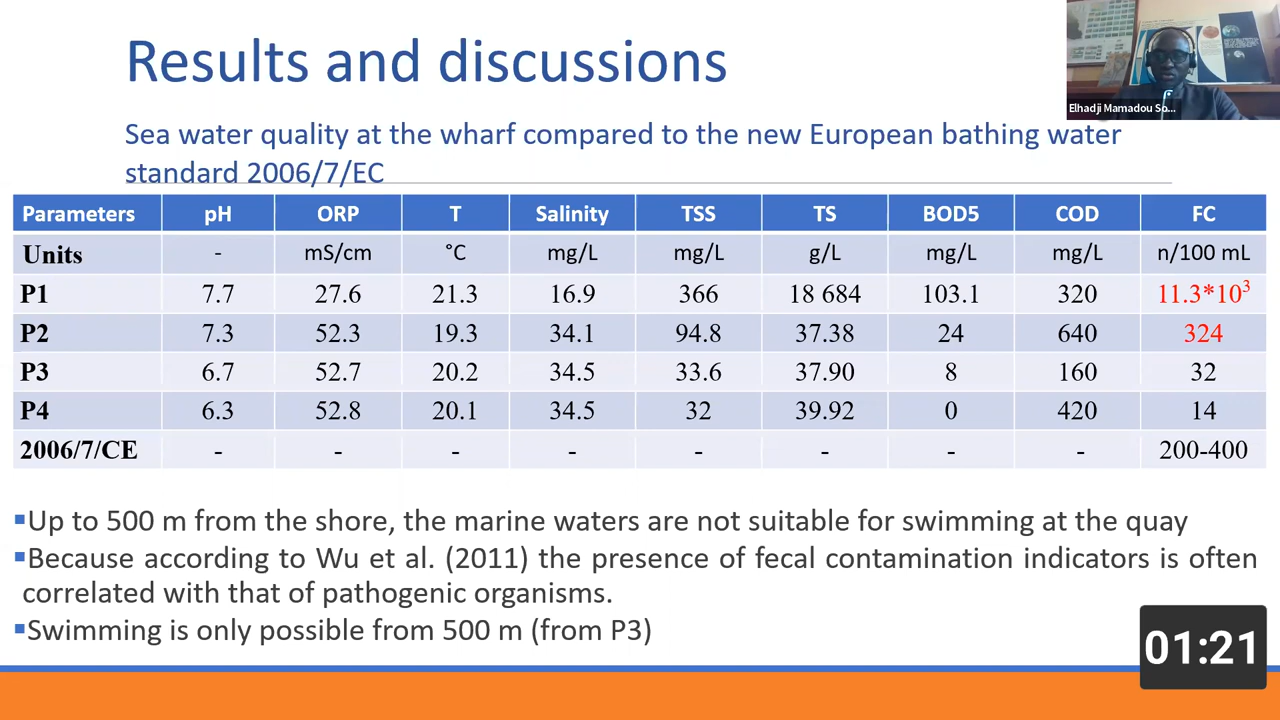 Results and discussions
Elhadji Mamadou So...
Sea water quality at the wharf compared to the new European bathing water
standard 2006/7/EC
Parameters pH ORP T Salinity TSS TS BOD5 COD FC
Units - mS/cm °C mg/L mg/L g/L mg/L mg/L n/100 mL
P1 7.7 27.6 21.3 16.9 366 18 684 103.1 320 11.3*10³
P2 7.3 52.3 19.3 34.1 94.8 37.38 24 640 324
P3 6.7 52.7 20.2 34.5 33.6 37.90 8 160 32
P4 6.3 52.8 20.1 34.5 32 39.92 0 420 14
2006/7/CE - - - - - - - - 200-400
▪Up to 500 m from the shore, the marine waters are not suitable for swimming at the quay
▪Because according to Wu et al. (2011) the presence of fecal contamination indicators is often
correlated with that of pathogenic organisms.
▪Swimming is only possible from 500 m (from P3)
01:21